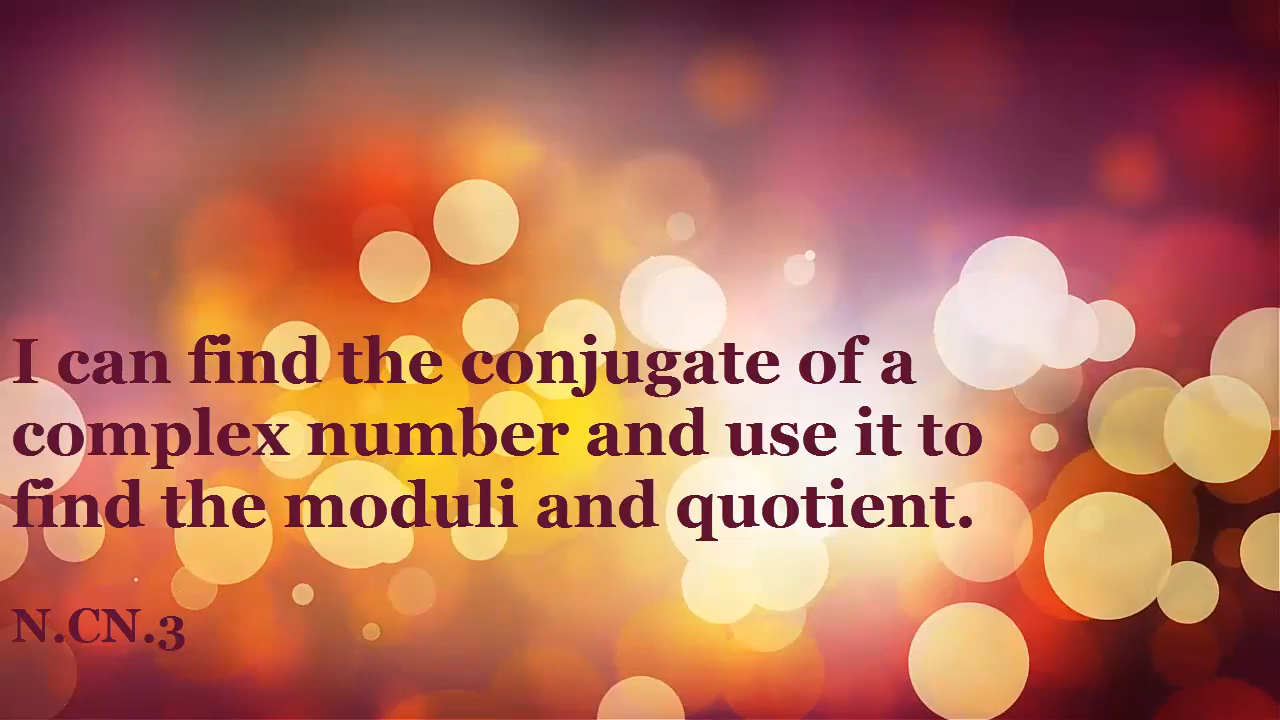 I can find the conjugate of a
complex number and use it to
find the moduli and quotient.
N.CN.3